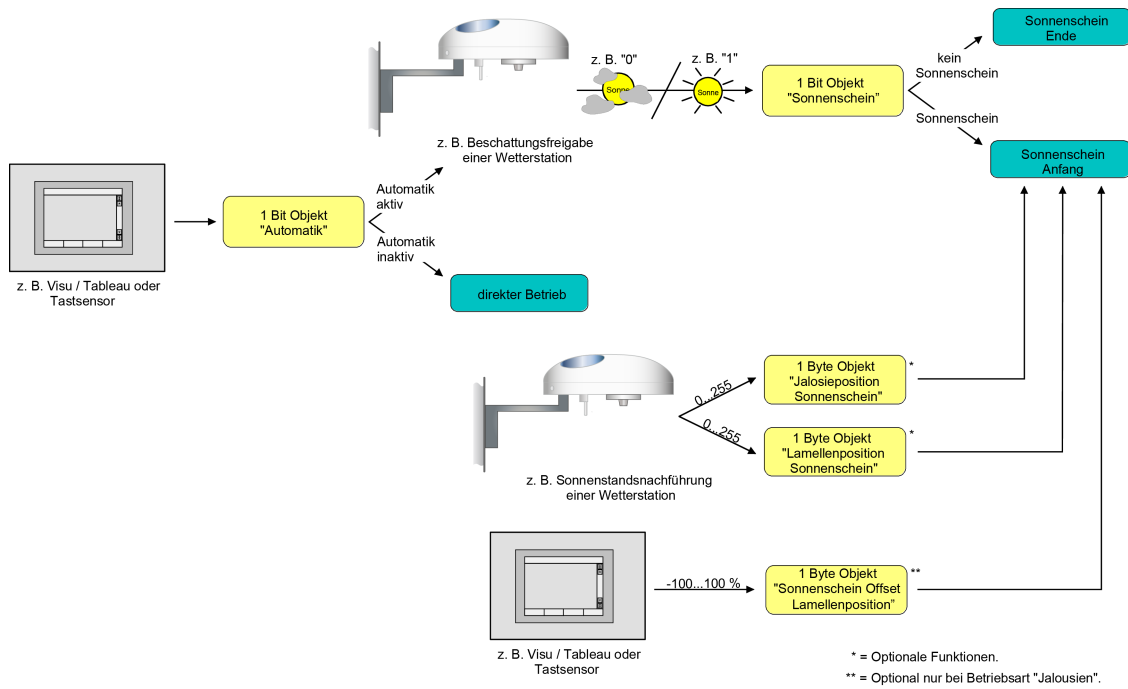 Sonnenschein
Ende
kein
Sonnenschein
Sonnenschein
Sonnenschein
Anfang
z. B. "0"
z. B. "1"
Sonne
Sonne
1 Bit Objekt
"Sonnenschein"
z. B. Beschattungsfreigabe
einer Wetterstation
Automatik
aktiv
1 Bit Objekt
"Automatik"
Automatik
inaktiv
direkter Betrieb
z. B. Visu / Tableau oder
Tastsensor
0...255
0...255
1 Byte Objekt
"Jalosieposition
Sonnenschein"
*
1 Byte Objekt
"Lamellenposition
Sonnenschein"
*
z. B. Sonnenstandsnachführung
einer Wetterstation
-100...100 %
1 Byte Objekt
"Sonnenschein Offset
Lamellenposition"
**
z. B. Visu / Tableau oder
Tastsensor
* = Optionale Funktionen.
** = Optional nur bei Betriebsart "Jalousien".